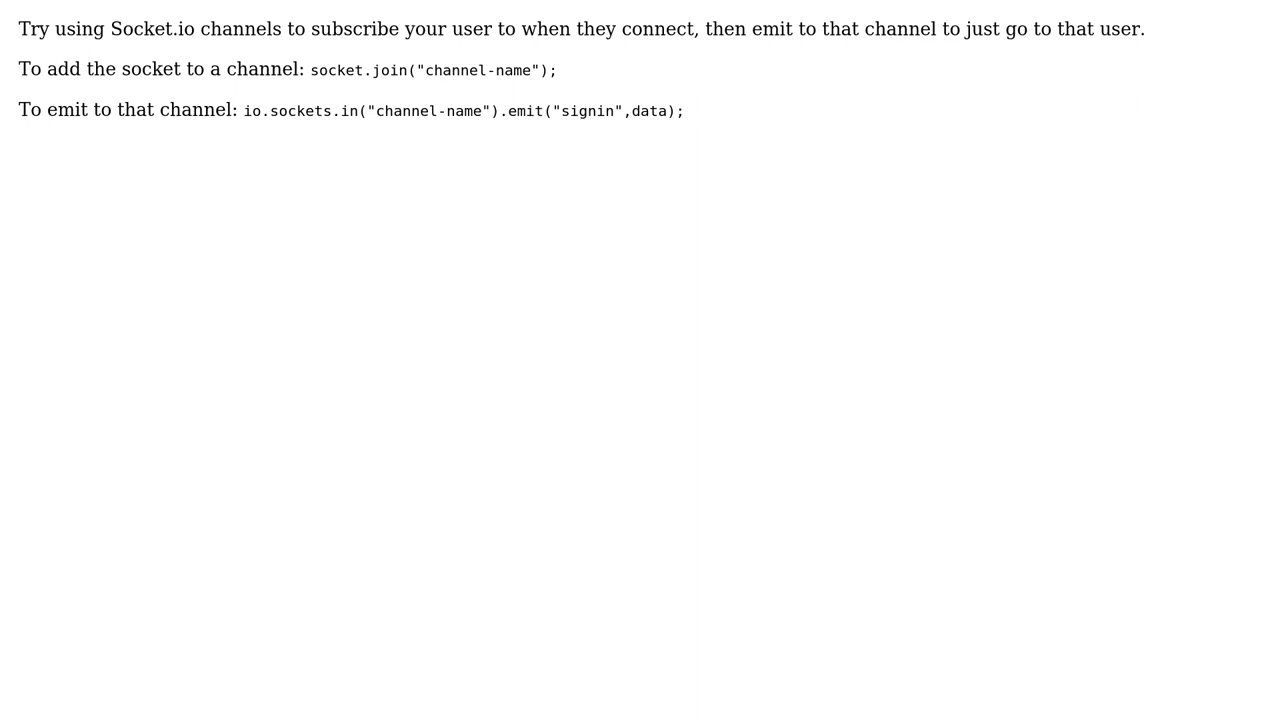 Try using Socket.io channels to subscribe your user to when they connect, then emit to that channel to just go to that user.
To add the socket to a channel: socket.join("channel-name");
To emit to that channel: io.sockets.in("channel-name").emit("signin",data);